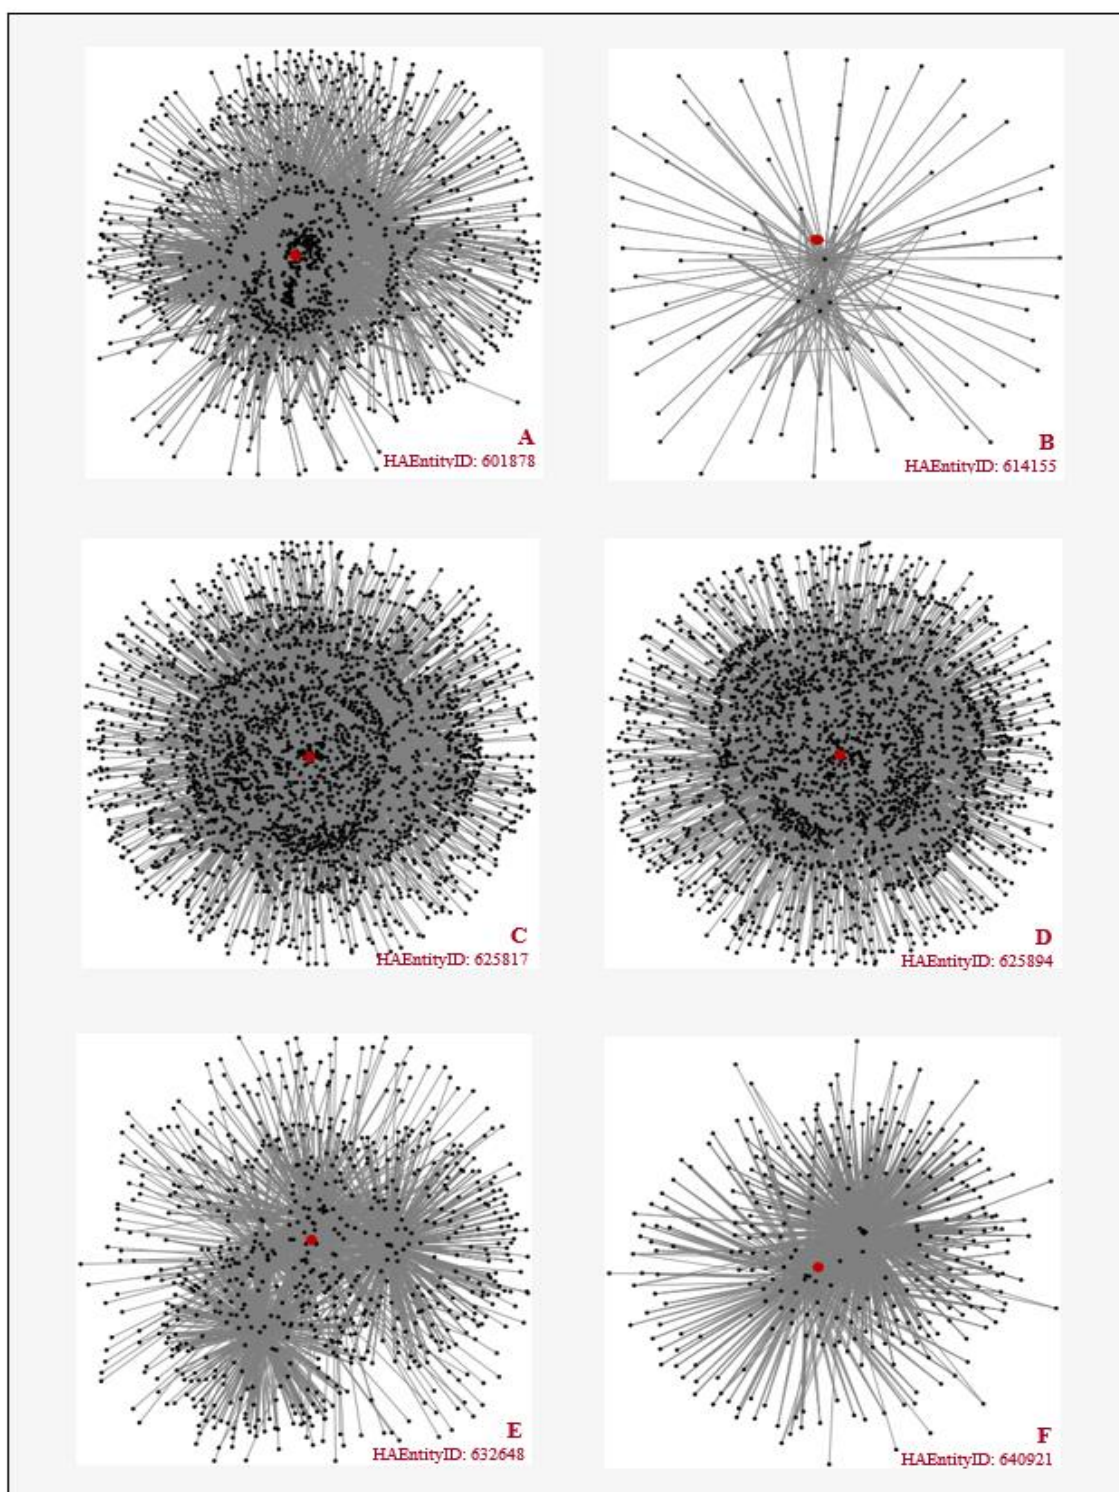 A
HAEntityID: 601878
B
HAEntityID: 614155
C
HAEntityID: 625817
D
HAEntityID: 625894
E
HAEntityID: 632648
F
HAEntityID: 640921